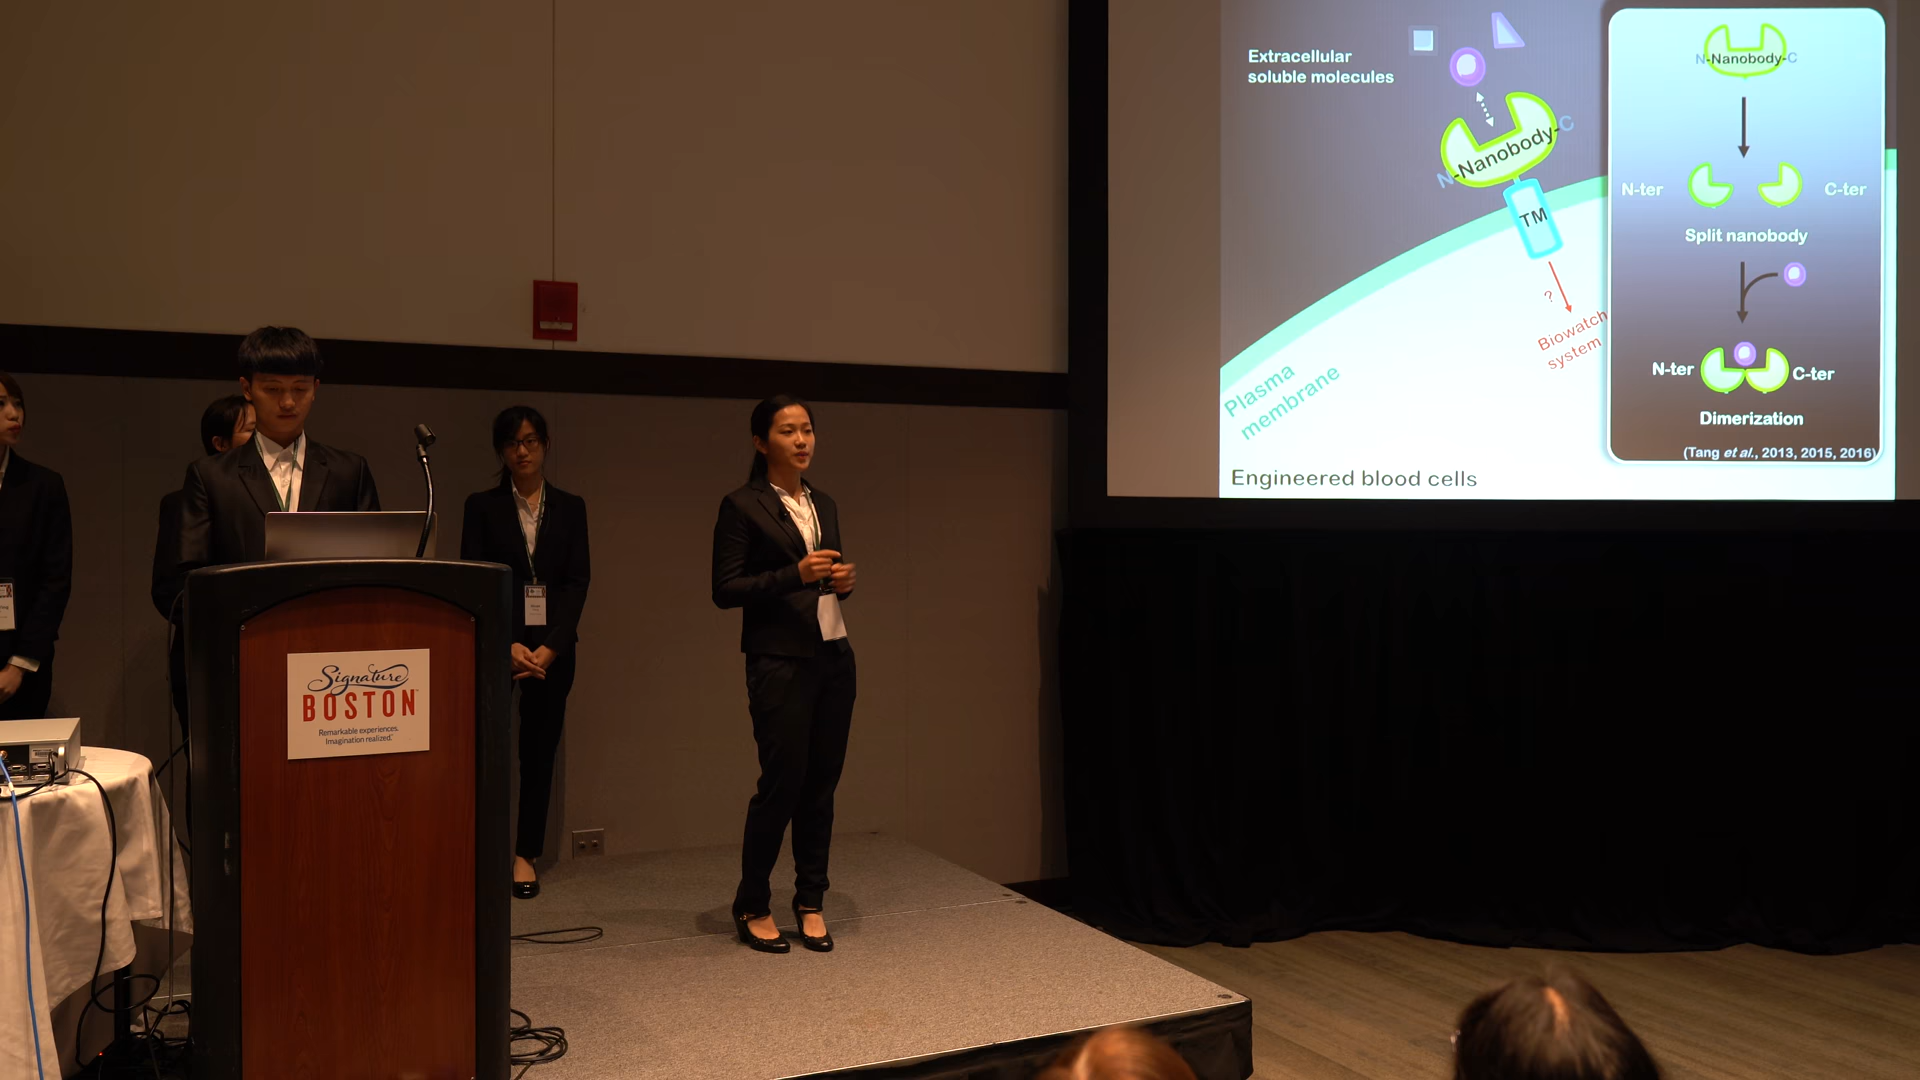 Extracellular
soluble molecules
N-Nanobody-C
TM
?
Biowatch
system
Plasma
membrane
Engineered blood cells
N-Nanobody-C
N-ter
C-ter
Split nanobody
N-ter
C-ter
Dimerization
(Tang et al., 2013, 2015, 2016)
Signature
BOSTON
Remarkable experiences.
Imagination realized.